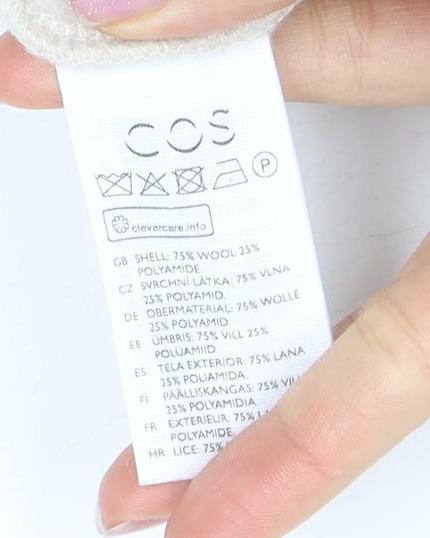 COS
P
clevercare.info
GB SHELL: 75% WOOL 25%
POLYAMIDE.
CZ SVRCHNÍ LÁTKA: 75% VLNA
25% POLYAMID.
DE OBERMATERIAL: 75% WOLLE
25% POLYAMID.
EE ÜMBRIS: 75% VILL 25%
POLÜAMIID.
ES TELA EXTERIOR: 75% LANA
25% POLIAMIDA.
FI PÄÄLLISKANGAS: 75%
25% POLYAMIDIA.
FR EXTERIEUR: 75%
POLYAMIDE.
HR LICE: 75%